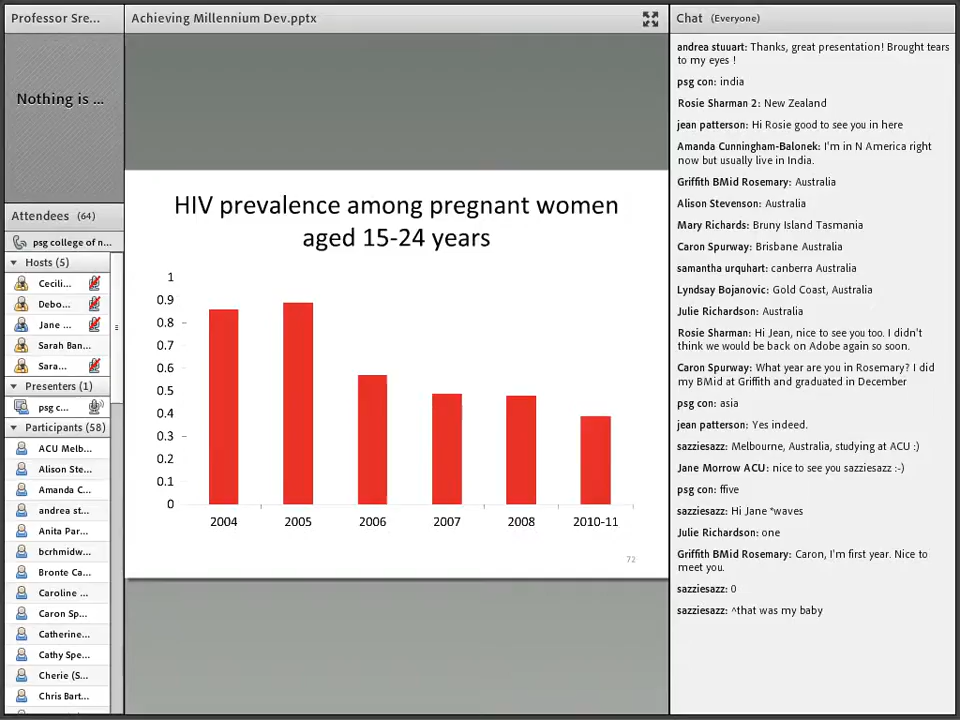 Professor Sre...
Nothing is ...
Attendees (64)
psg college of n...
Hosts (5)
Cecili...
Debo...
Jane ...
Sarah Ban...
Sara...
Presenters (1)
psg c...
Participants (58)
ACU Melb...
Alison Ste...
Amanda C...
andrea st...
Anita Par...
bcrhmidw...
Bronte Ca...
Caroline ...
Caron Sp...
Catherine...
Cathy Spe...
Cherie (S...
Chris Bart...
Achieving Millennium Dev.pptx
HIV prevalence among pregnant women
aged 15-24 years
1
0.9
0.8
0.7
0.6
0.5
0.4
0.3
0.2
0.1
0
2004 2005 2006 2007 2008 2010-11
72
Chat (Everyone)
andrea stuuart: Thanks, great presentation! Brought tears
to my eyes !
psg con: india
Rosie Sharman 2: New Zealand
jean patterson: Hi Rosie good to see you in here
Amanda Cunningham-Balonek: I'm in N America right
now but usually live in India.
Griffith BMid Rosemary: Australia
Alison Stevenson: Australia
Mary Richards: Bruny Island Tasmania
Caron Spurway: Brisbane Australia
samantha urquhart: canberra Australia
Lyndsay Bojanovic: Gold Coast, Australia
Julie Richardson: Australia
Rosie Sharman: Hi Jean, nice to see you too. I didn't
think we would be back on Adobe again so soon.
Caron Spurway: What year are you in Rosemary? I did
my BMid at Griffith and graduated in December
psg con: asia
jean patterson: Yes indeed.
sazziesazz: Melbourne, Australia, studying at ACU :)
Jane Morrow ACU: nice to see you sazziesazz :-)
psg con: ffive
sazziesazz: Hi Jane *waves
Julie Richardson: one
Griffith BMid Rosemary: Caron, I'm first year. Nice to
meet you.
sazziesazz: 0
sazziesazz: ^that was my baby